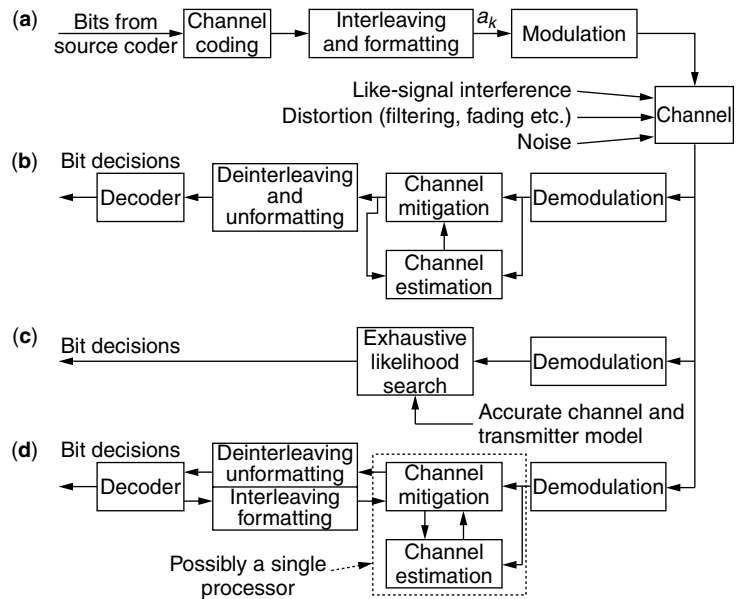 (a)
Bits from
source coder
Channel
coding
Interleaving
and formatting
a_k
Modulation
Like-signal interference
Distortion (filtering, fading etc.)
Noise
Channel
(b)
Bit decisions
Decoder
Deinterleaving
and
unformatting
Channel
mitigation
Demodulation
Channel
estimation
(c)
Bit decisions
Exhaustive
likelihood
search
Demodulation
Accurate channel and
transmitter model
(d)
Bit decisions
Decoder
Deinterleaving
unformatting
Interleaving
formatting
Channel
mitigation
Demodulation
Channel
estimation
Possibly a single
processor